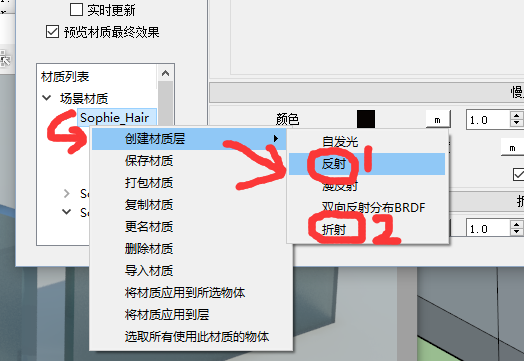 实时更新
预览材质最终效果
材质列表
场景材质
Sophie_Hair
颜色
m
1.0
创建材质层
自发光
保存材质
反射 1
m
打包材质
漫反射
复制材质
双向反射分布BRDF
更名材质
折射 2
1.0
删除材质
导入材质
将材质应用到所选物体
将材质应用到层
选取所有使用此材质的物体